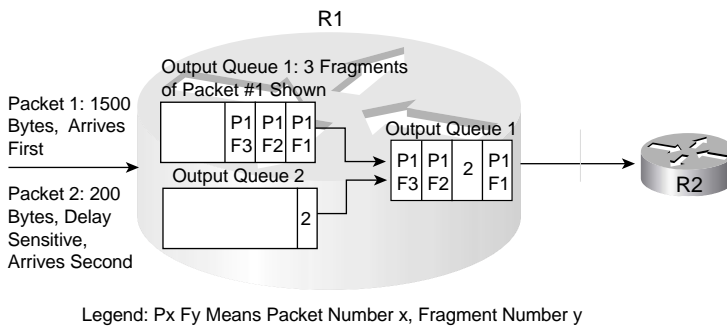 R1
Output Queue 1: 3 Fragments
of Packet #1 Shown
Packet 1: 1500
Bytes, Arrives
First
P1 P1 P1
F3 F2 F1
Output Queue 1
P1 P1 2 P1
F3 F2 F1
Output Queue 2
2
Packet 2: 200
Bytes, Delay
Sensitive,
Arrives Second
R2
Legend: Px Fy Means Packet Number x, Fragment Number y